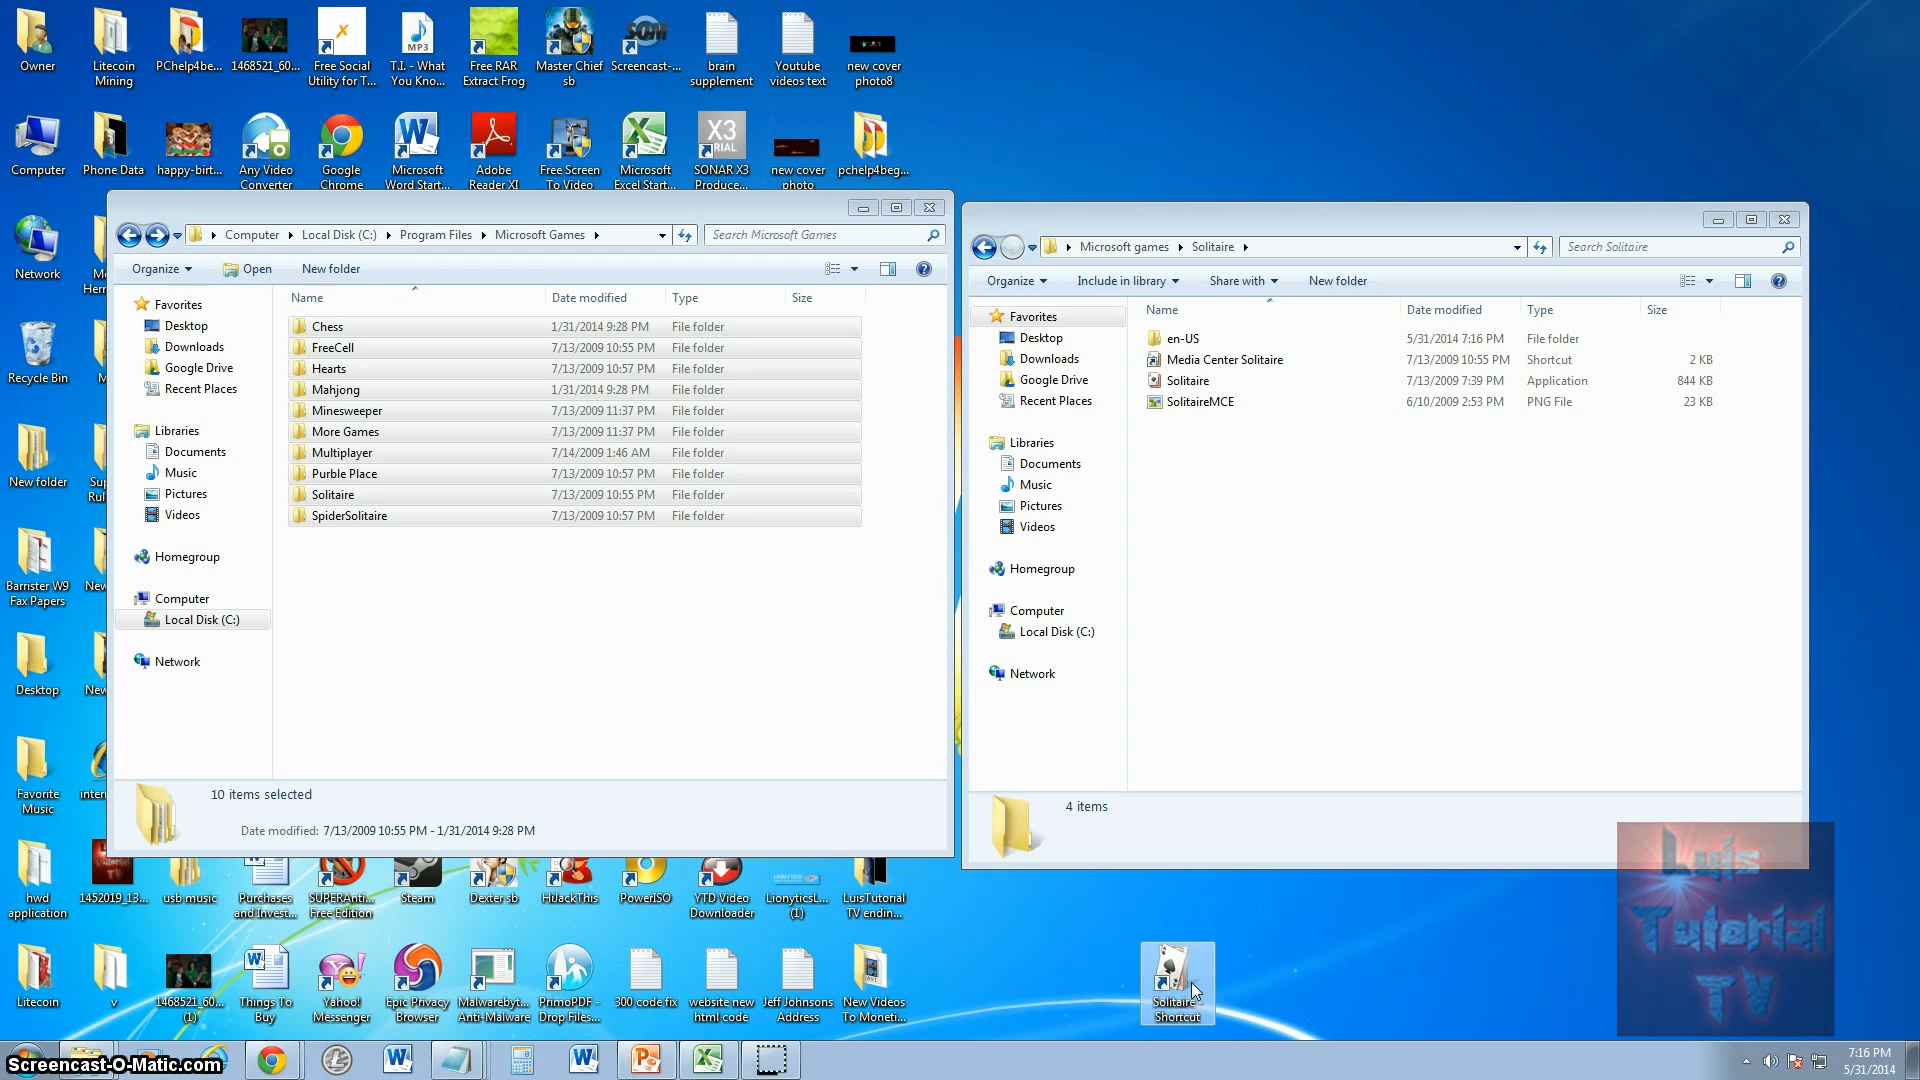 Owner
Litecoin
Mining
PChelp4be...
1468521_60...
Free Social
Utility for T...
T.I. - What
You Kno...
Free RAR
Extract Frog
Master Chief
sb
Screencast-...
brain
supplement
Youtube
videos text
new cover
photo8
Computer
Phone Data
happy-birt...
Any Video
Converter
Google
Chrome
Microsoft
Word Start...
Adobe
Reader XI
Free Screen
To Video
Microsoft
Excel Start...
SONAR X3
Produce...
new cover
photo
pchelp4beg...
MP3
SOM
X3
Computer
Local Disk (C:)
Program Files
Microsoft Games
Search Microsoft Games
Organize
Open
New folder
Name
Date modified
Type
Size
Favorites
Desktop
Downloads
Google Drive
Recent Places
Libraries
Documents
Music
Pictures
Videos
Homegroup
Computer
Local Disk (C:)
Network
Chess 1/31/2014 9:28 PM File folder
FreeCell 7/13/2009 10:55 PM File folder
Hearts 7/13/2009 10:57 PM File folder
Mahjong 1/31/2014 9:28 PM File folder
Minesweeper 7/13/2009 11:37 PM File folder
More Games 7/13/2009 11:37 PM File folder
Multiplayer 7/14/2009 1:46 AM File folder
Purble Place 7/13/2009 10:57 PM File folder
Solitaire 7/13/2009 10:55 PM File folder
SpiderSolitaire 7/13/2009 10:57 PM File folder
10 items selected
Date modified: 7/13/2009 10:55 PM - 1/31/2014 9:28 PM
Microsoft games
Solitaire
Search Solitaire
Organize
Include in library
Share with
New folder
Name
Date modified
Type
Size
Favorites
Desktop
Downloads
Google Drive
Recent Places
Libraries
Documents
Music
Pictures
Videos
Homegroup
Computer
Local Disk (C:)
Network
en-US 5/31/2014 7:16 PM File folder
Media Center Solitaire 7/13/2009 10:55 PM Shortcut 2 KB
Solitaire 7/13/2009 7:39 PM Application 844 KB
SolitaireMCE 6/10/2009 2:53 PM PNG File 23 KB
4 items
Network
Recycle Bin
New folder
Barrister W9
Fax Papers
Desktop
Favorite
Music
hwd
application
1452019_13...
usb music
Purchases
and Invest...
SUPERAnti...
Free Edition
Steam
Dexter sb
HiJackThis
PowerISO
YTD Video
Downloader
LionyticsL...
(1)
LuisTutorial
TV endin...
Litecoin
v
1468521_60...
(1)
Things To
Buy
Yahoo!
Messenger
Epic Privacy
Browser
Malwarebyt...
Anti-Malware
PrimoPDF -
Drop Files...
300 code fix
website new
html code
Jeff Johnsons
Address
New Videos
To Moneti...
Solitaire -
Shortcut
Luis
Tutorial
TV
Screencast-O-Matic.com
7:16 PM
5/31/2014